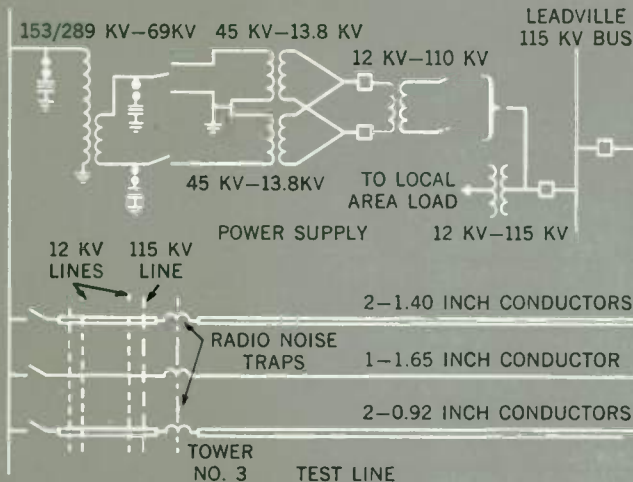 LEADVILLE
115 KV BUS
153/289 KV–69KV
45 KV–13.8 KV
12 KV–110 KV
45 KV–13.8KV
TO LOCAL
AREA LOAD
POWER SUPPLY
12 KV–115 KV
12 KV
LINES
115 KV
LINE
2–1.40 INCH CONDUCTORS
RADIO NOISE
TRAPS
1–1.65 INCH CONDUCTOR
2–0.92 INCH CONDUCTORS
TOWER
NO. 3
TEST LINE